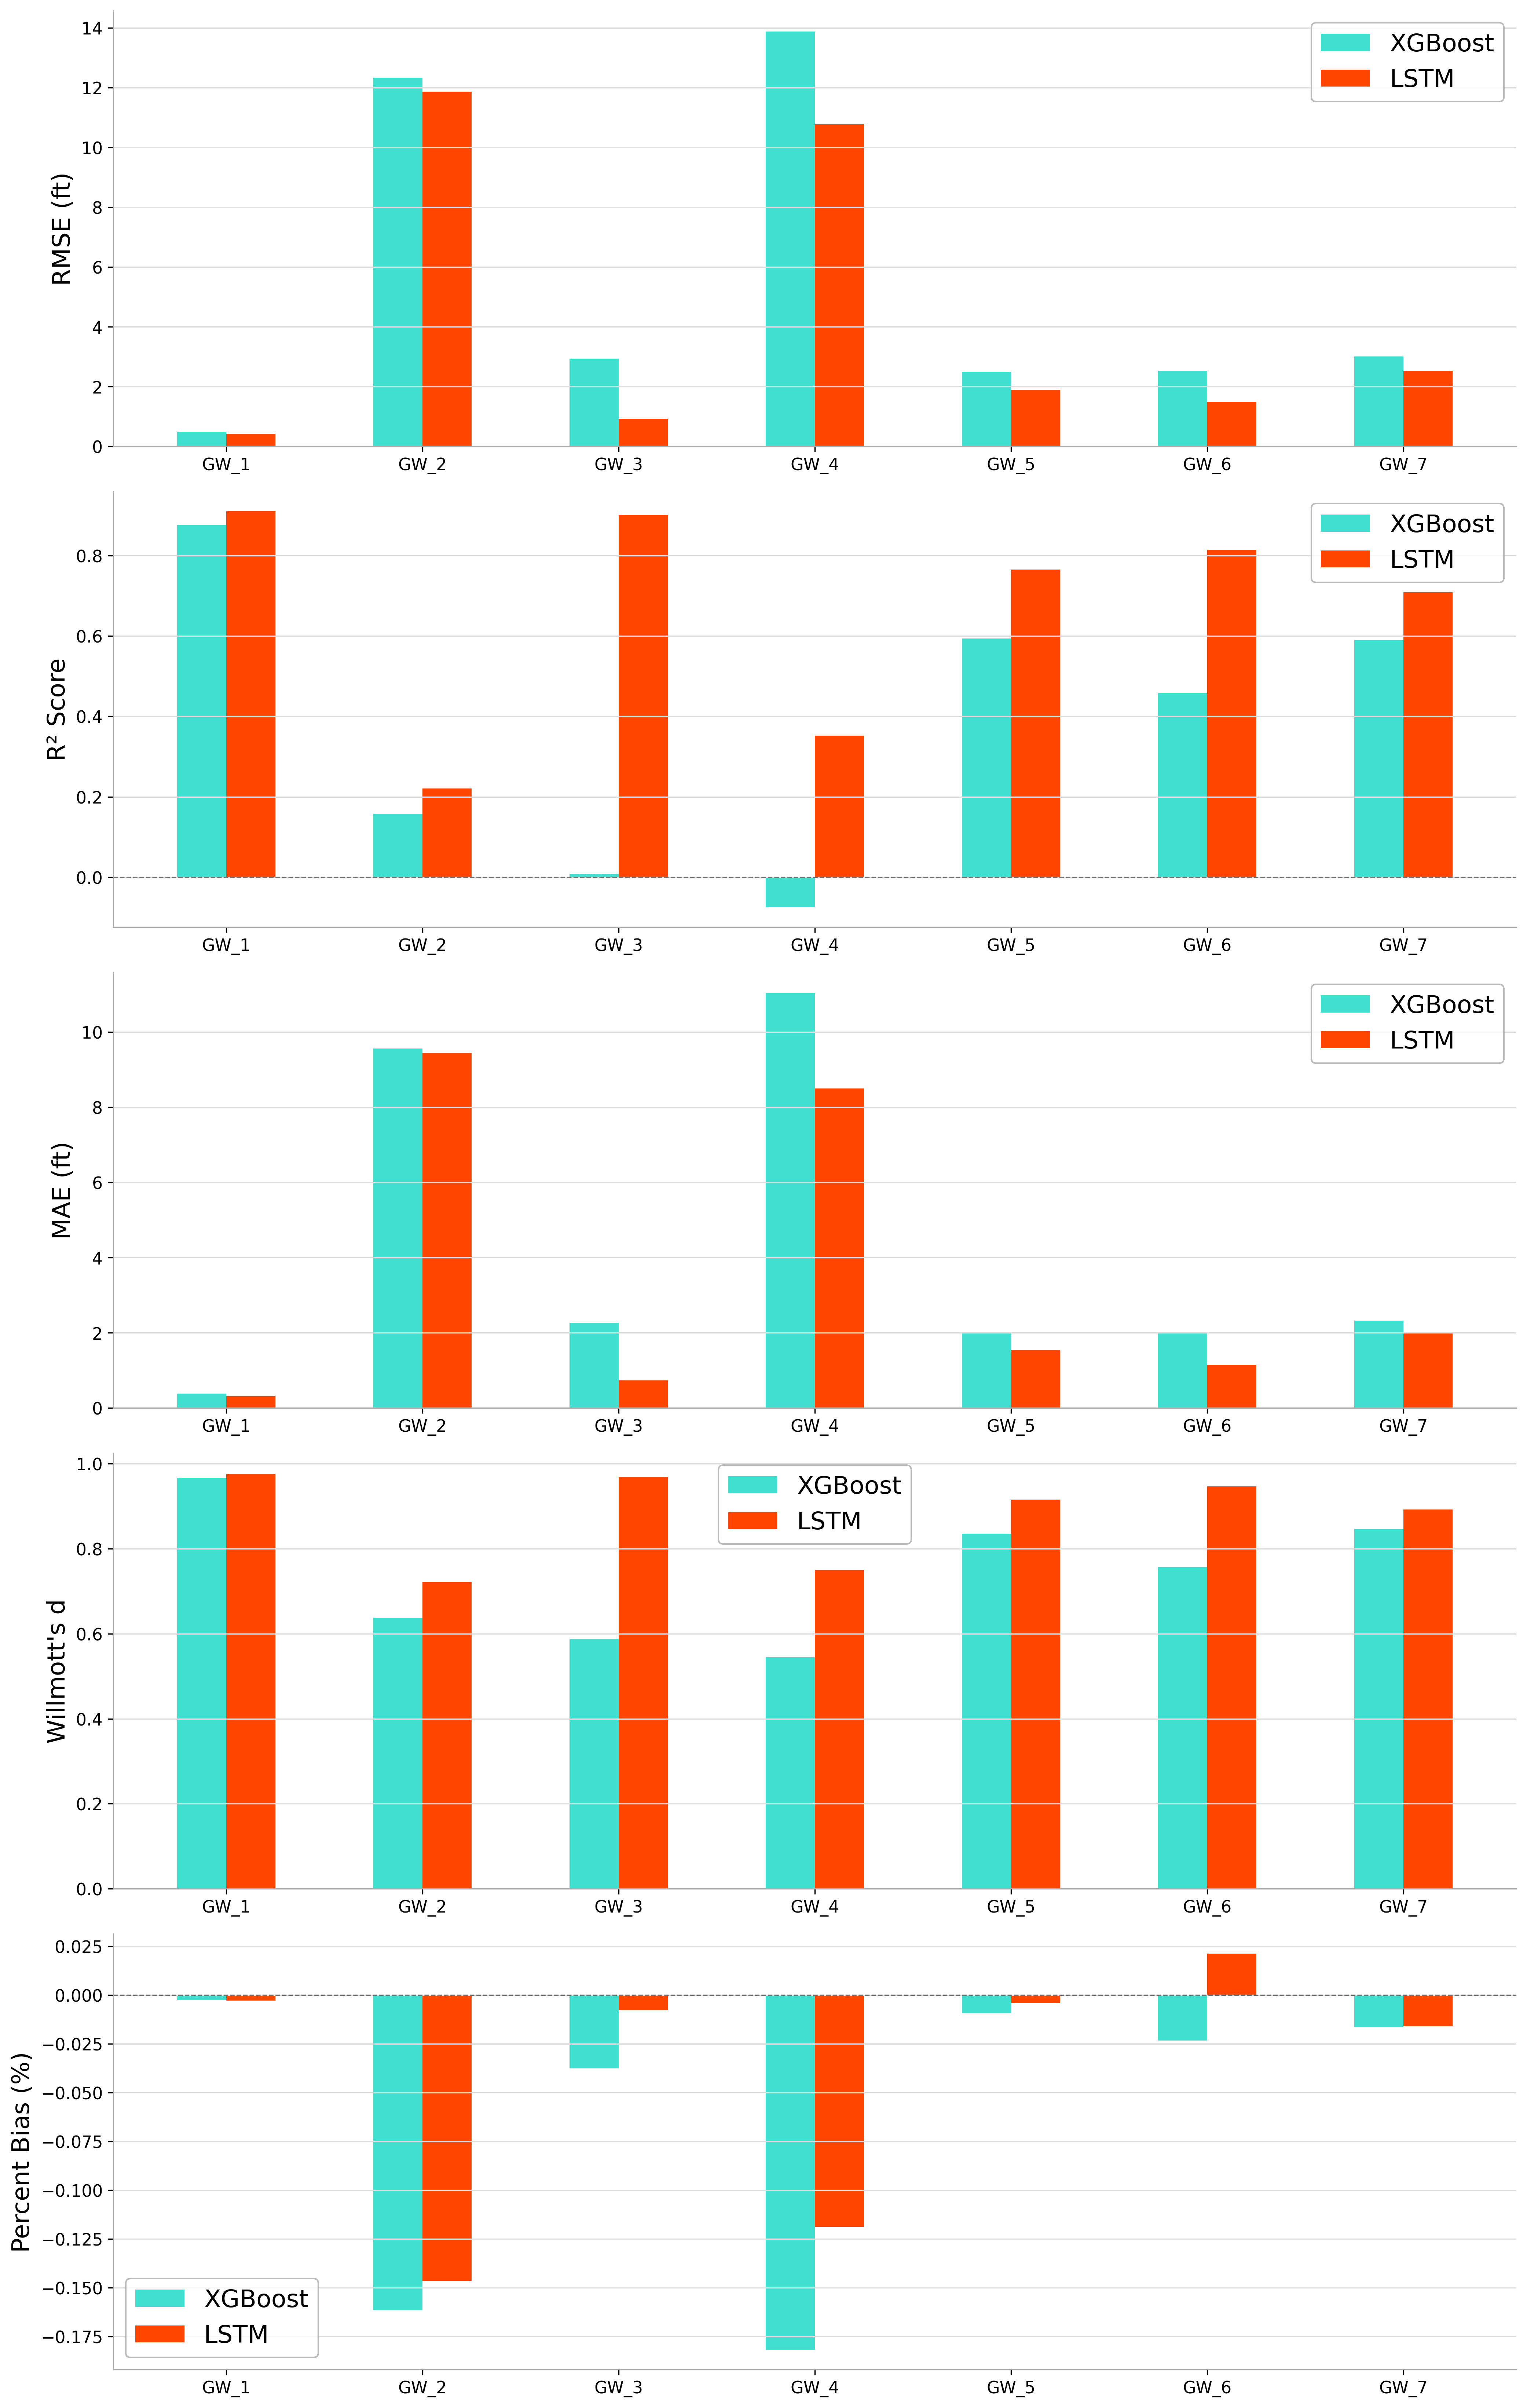 RMSE (ft)
14
12
10
8
6
4
2
0
XGBoost
LSTM
GW_1 GW_2 GW_3 GW_4 GW_5 GW_6 GW_7
R² Score
0.8
0.6
0.4
0.2
0.0
XGBoost
LSTM
GW_1 GW_2 GW_3 GW_4 GW_5 GW_6 GW_7
MAE (ft)
10
8
6
4
2
0
XGBoost
LSTM
GW_1 GW_2 GW_3 GW_4 GW_5 GW_6 GW_7
Willmott's d
1.0
0.8
0.6
0.4
0.2
0.0
XGBoost
LSTM
GW_1 GW_2 GW_3 GW_4 GW_5 GW_6 GW_7
Percent Bias (%)
0.025
0.000
−0.025
−0.050
−0.075
−0.100
−0.125
−0.150
−0.175
XGBoost
LSTM
GW_1 GW_2 GW_3 GW_4 GW_5 GW_6 GW_7